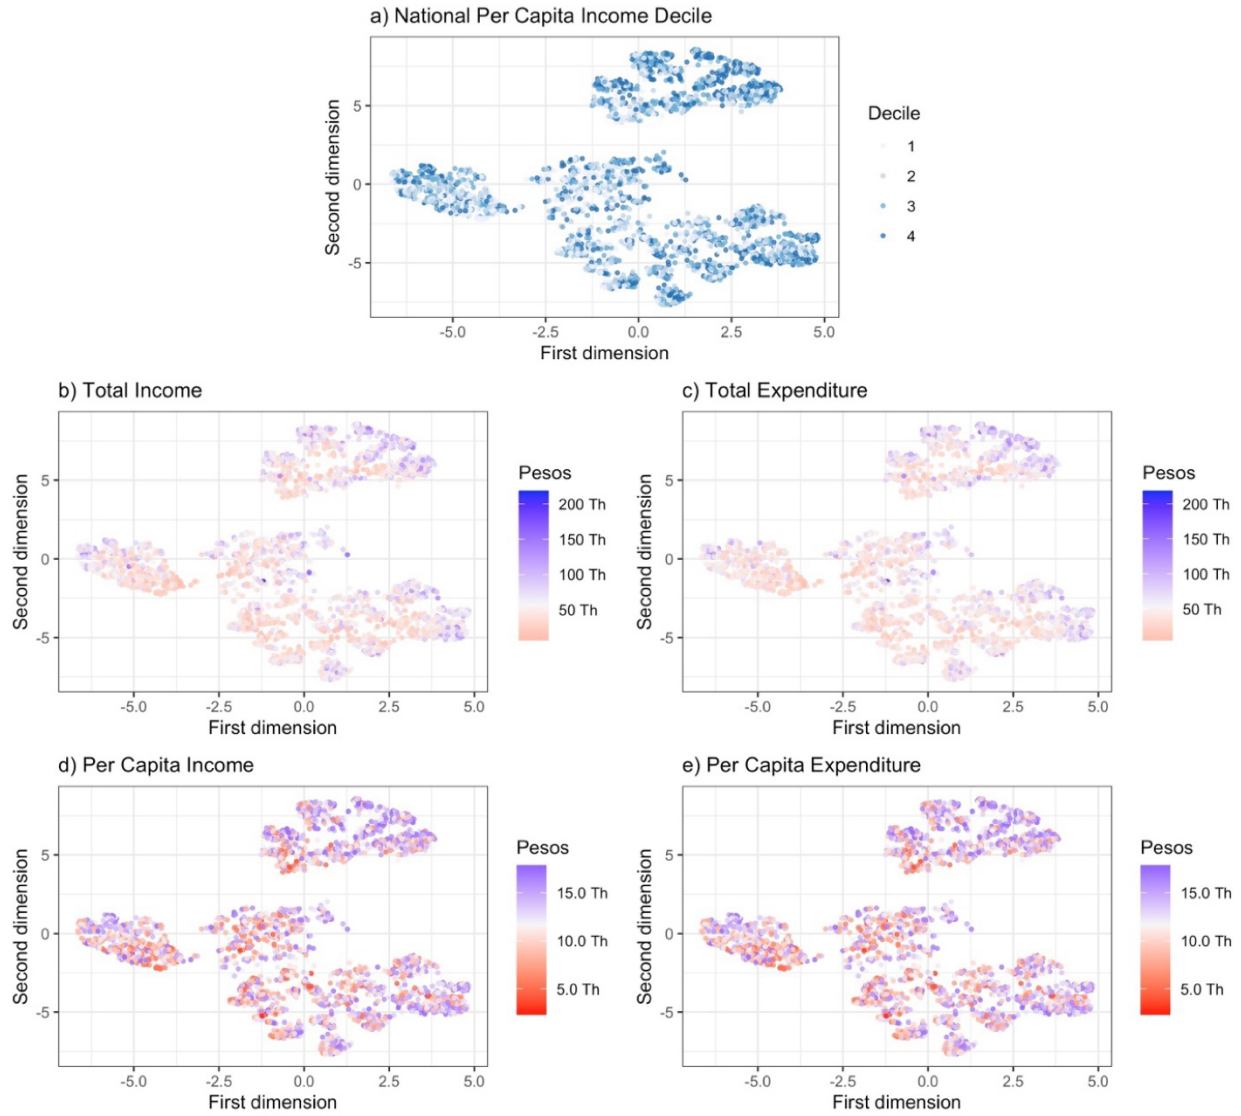 a) National Per Capita Income Decile
Second dimension
5
0
-5
-5.0 -2.5 0.0 2.5 5.0
First dimension
Decile
1
2
3
4
b) Total Income
Second dimension
5
0
-5
-5.0 -2.5 0.0 2.5 5.0
First dimension
Pesos
200 Th
150 Th
100 Th
50 Th
c) Total Expenditure
Second dimension
5
0
-5
-5.0 -2.5 0.0 2.5 5.0
First dimension
Pesos
200 Th
150 Th
100 Th
50 Th
d) Per Capita Income
Second dimension
5
0
-5
-5.0 -2.5 0.0 2.5 5.0
First dimension
Pesos
15.0 Th
10.0 Th
5.0 Th
e) Per Capita Expenditure
Second dimension
5
0
-5
-5.0 -2.5 0.0 2.5 5.0
First dimension
Pesos
15.0 Th
10.0 Th
5.0 Th